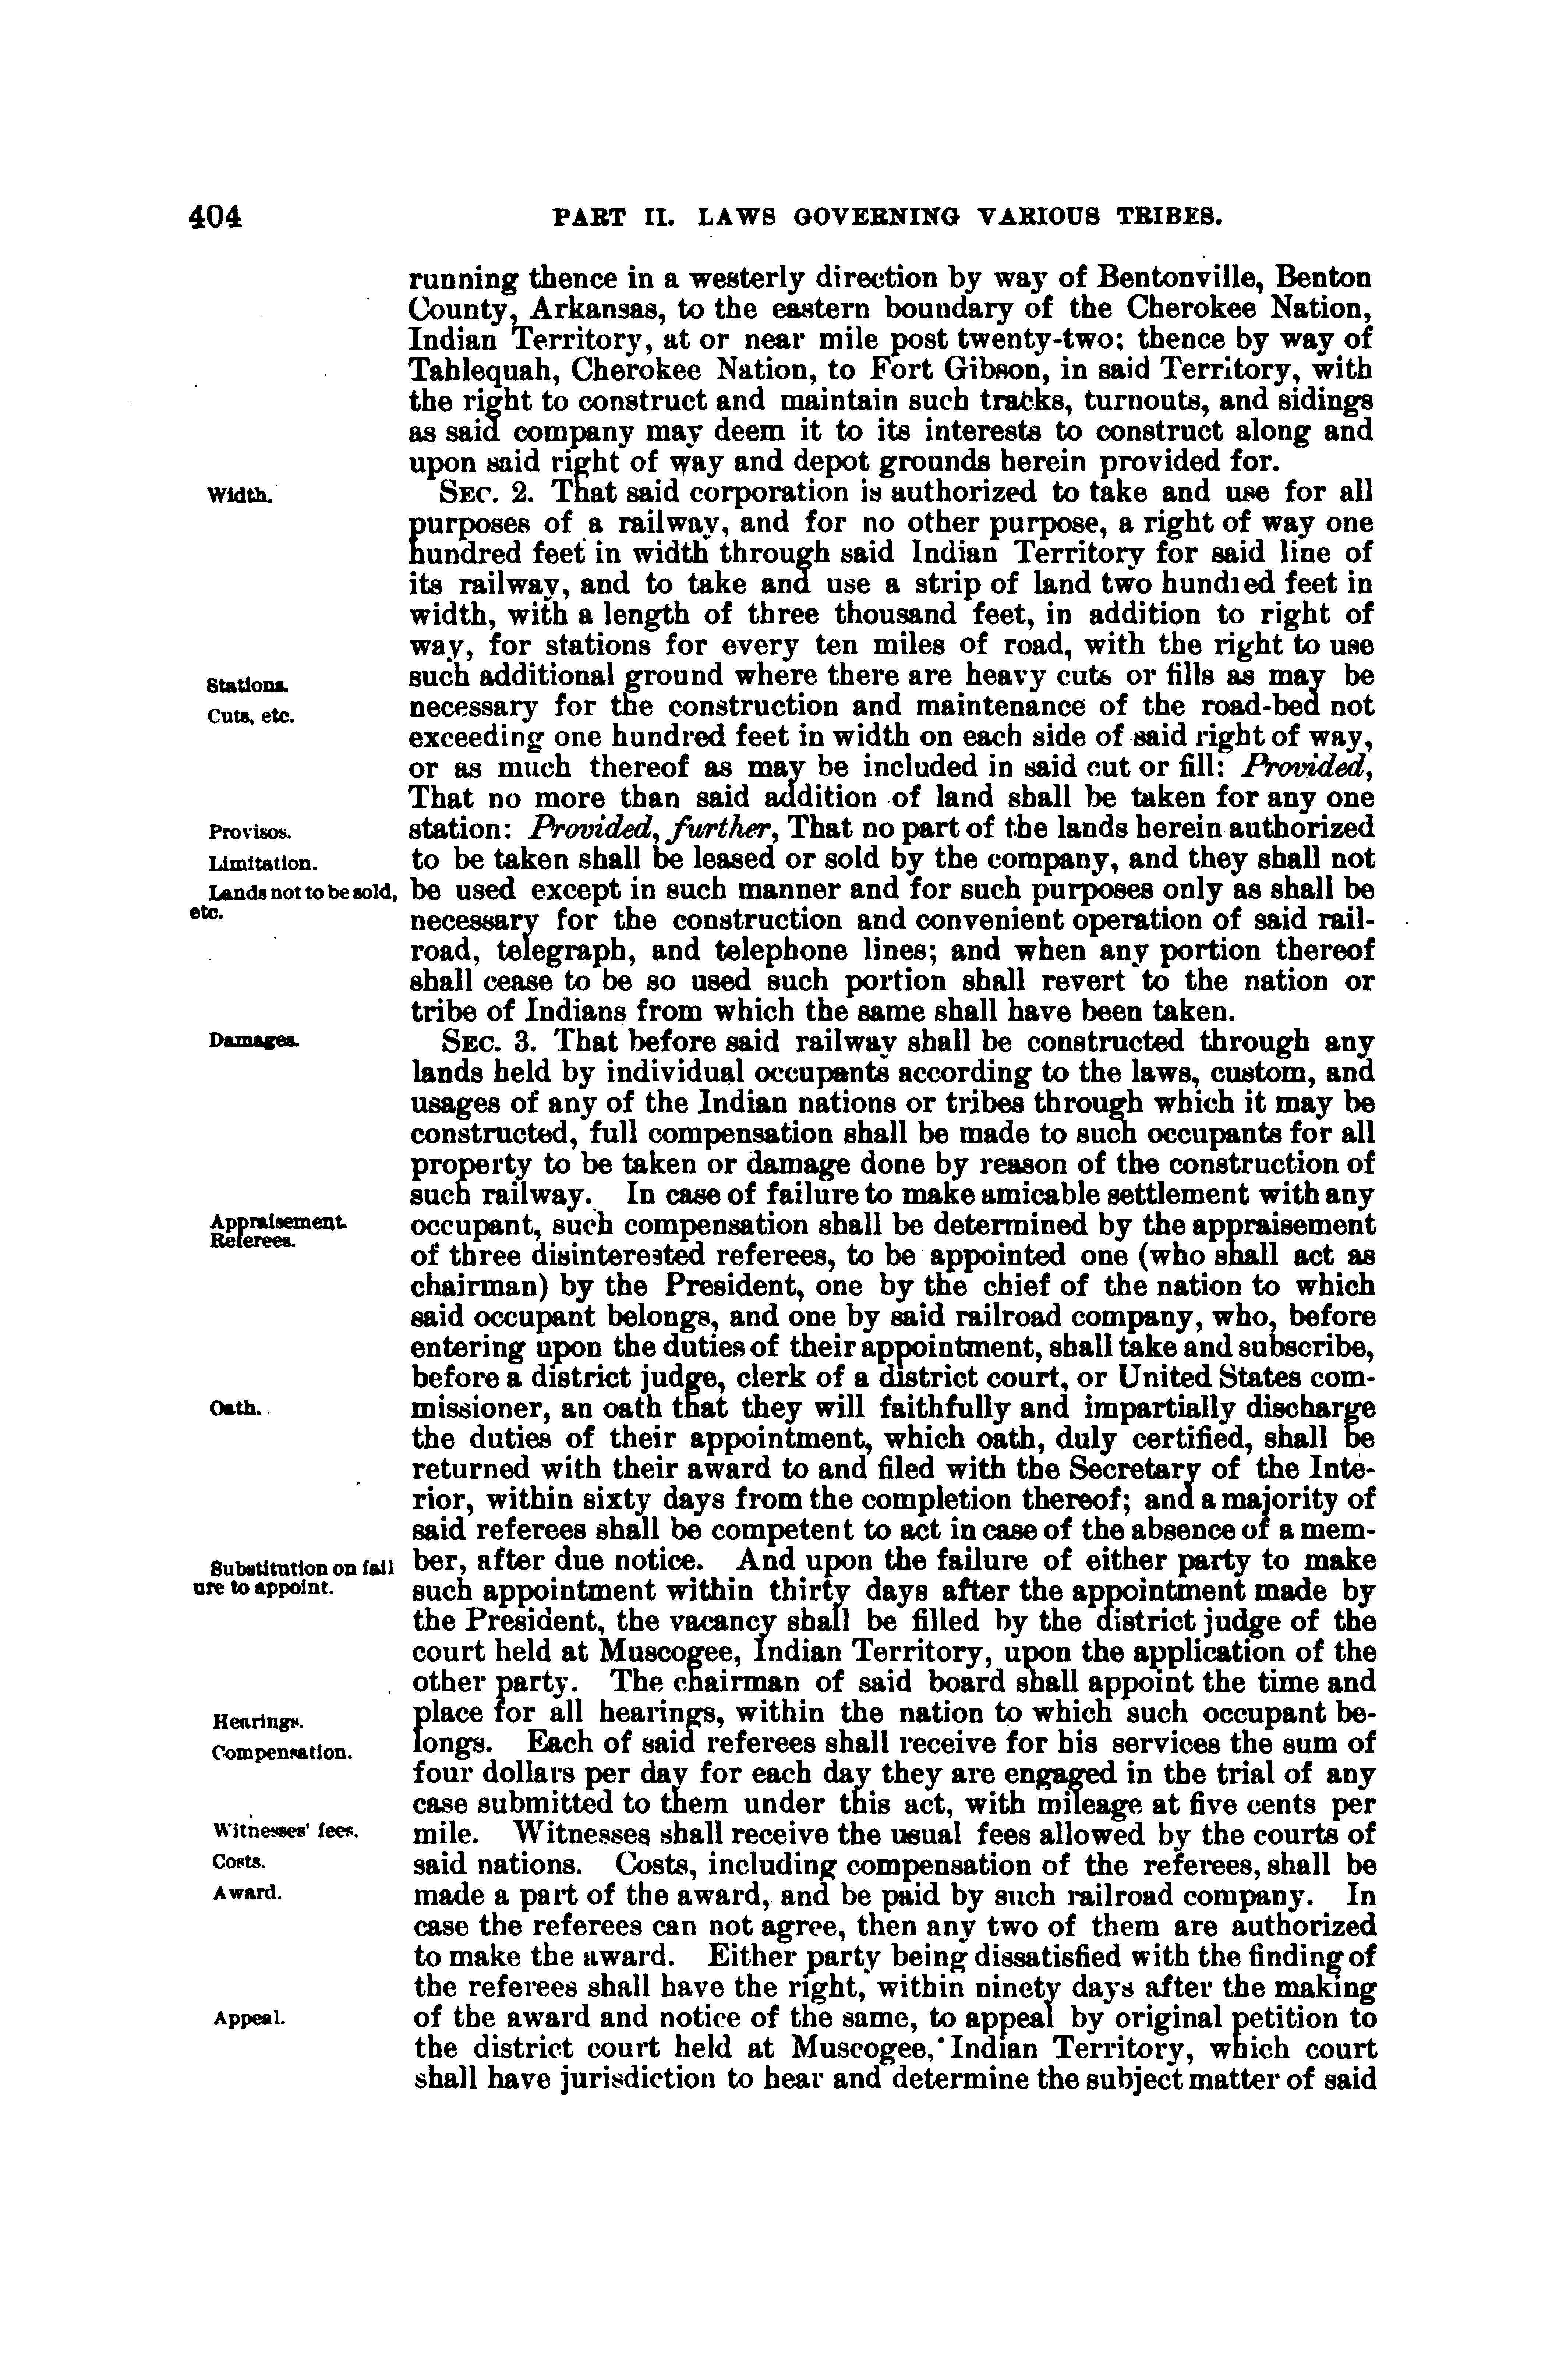 404 PART II. LAWS GOVERNING VARIOUS TRIBES.
running thence in a westerly direction by way of Bentonville, Benton
County, Arkansas, to the eastern boundary of the Cherokee Nation,
Indian Territory, at or near mile post twenty-two; thence by way of
Tahlequah, Cherokee Nation, to Fort Gibson, in said Territory, with
the right to construct and maintain such tracks, turnouts, and sidings
as said company may deem it to its interests to construct along and
upon said right of way and depot grounds herein provided for.
Width.
SEC. 2. That said corporation is authorized to take and use for all
purposes of a railway, and for no other purpose, a right of way one
hundred feet in width through said Indian Territory for said line of
its railway, and to take and use a strip of land two hundred feet in
width, with a length of three thousand feet, in addition to right of
way, for stations for every ten miles of road, with the right to use
Stations.
such additional ground where there are heavy cuts or fills as may be
Cuts, etc.
necessary for the construction and maintenance of the road-bed not
exceeding one hundred feet in width on each side of said right of way,
or as much thereof as may be included in said cut or fill: Provided,
That no more than said addition of land shall be taken for any one
Provisos.
station: Provided, further, That no part of the lands herein authorized
Limitation.
to be taken shall be leased or sold by the company, and they shall not
Lands not to be sold,
etc.
be used except in such manner and for such purposes only as shall be
necessary for the construction and convenient operation of said rail-
road, telegraph, and telephone lines; and when any portion thereof
shall cease to be so used such portion shall revert to the nation or
tribe of Indians from which the same shall have been taken.
Damages.
SEC. 3. That before said railway shall be constructed through any
lands held by individual occupants according to the laws, custom, and
usages of any of the Indian nations or tribes through which it may be
constructed, full compensation shall be made to such occupants for all
property to be taken or damage done by reason of the construction of
such railway. In case of failure to make amicable settlement with any
Appraisement.
Referees.
occupant, such compensation shall be determined by the appraisement
of three disinterested referees, to be appointed one (who shall act as
chairman) by the President, one by the chief of the nation to which
said occupant belongs, and one by said railroad company, who, before
entering upon the duties of their appointment, shall take and subscribe,
before a district judge, clerk of a district court, or United States com-
Oath.
missioner, an oath that they will faithfully and impartially discharge
the duties of their appointment, which oath, duly certified, shall be
returned with their award to and filed with the Secretary of the Inte-
rior, within sixty days from the completion thereof; and a majority of
said referees shall be competent to act in case of the absence of a mem-
Substitution on fail
ure to appoint.
ber, after due notice. And upon the failure of either party to make
such appointment within thirty days after the appointment made by
the President, the vacancy shall be filled by the district judge of the
court held at Muscogee, Indian Territory, upon the application of the
other party. The chairman of said board shall appoint the time and
Hearings.
place for all hearings, within the nation to which such occupant be-
Compensation.
longs. Each of said referees shall receive for his services the sum of
four dollars per day for each day they are engaged in the trial of any
case submitted to them under this act, with mileage at five cents per
Witnesses' fees.
mile. Witnesses shall receive the usual fees allowed by the courts of
Costs.
said nations. Costs, including compensation of the referees, shall be
Award.
made a part of the award, and be paid by such railroad company. In
case the referees can not agree, then any two of them are authorized
to make the award. Either party being dissatisfied with the finding of
the referees shall have the right, within ninety days after the making
Appeal.
of the award and notice of the same, to appeal by original petition to
the district court held at Muscogee, Indian Territory, which court
shall have jurisdiction to hear and determine the subject matter of said